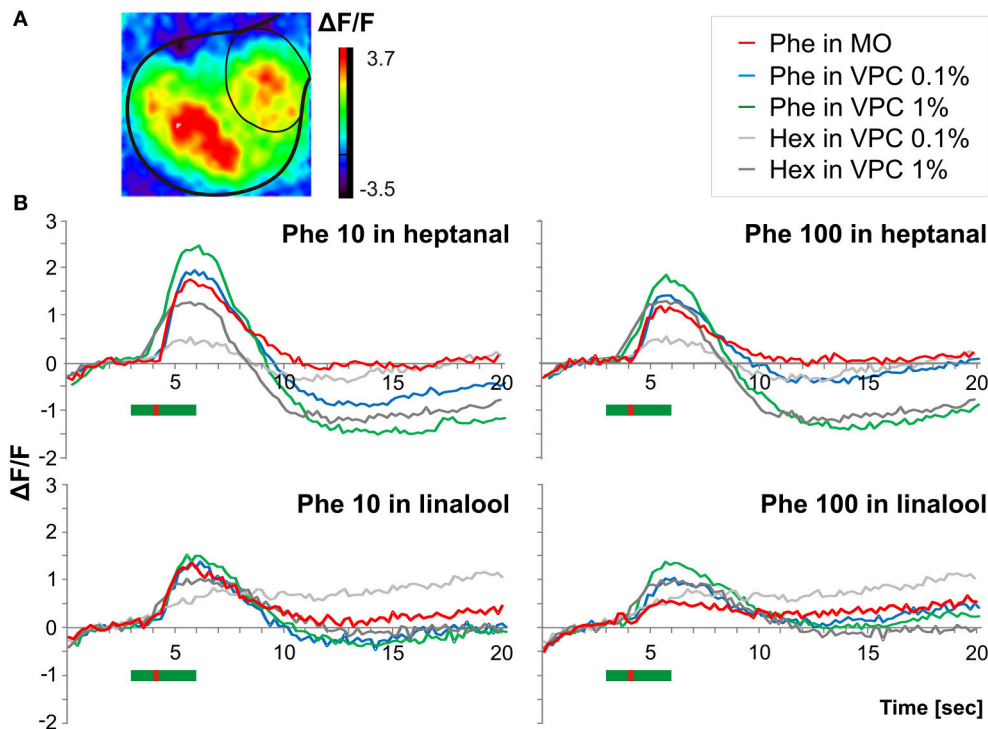 A
ΔF/F
3.7
-3.5
Phe in MO
Phe in VPC 0.1%
Phe in VPC 1%
Hex in VPC 0.1%
Hex in VPC 1%
B
Phe 10 in heptanal
3
2
1
0
-1
-2
5
10
15
20
Phe 100 in heptanal
5
10
15
20
ΔF/F
Phe 10 in linalool
3
2
1
0
-1
-2
5
10
15
20
Phe 100 in linalool
5
10
15
20
Time [sec]